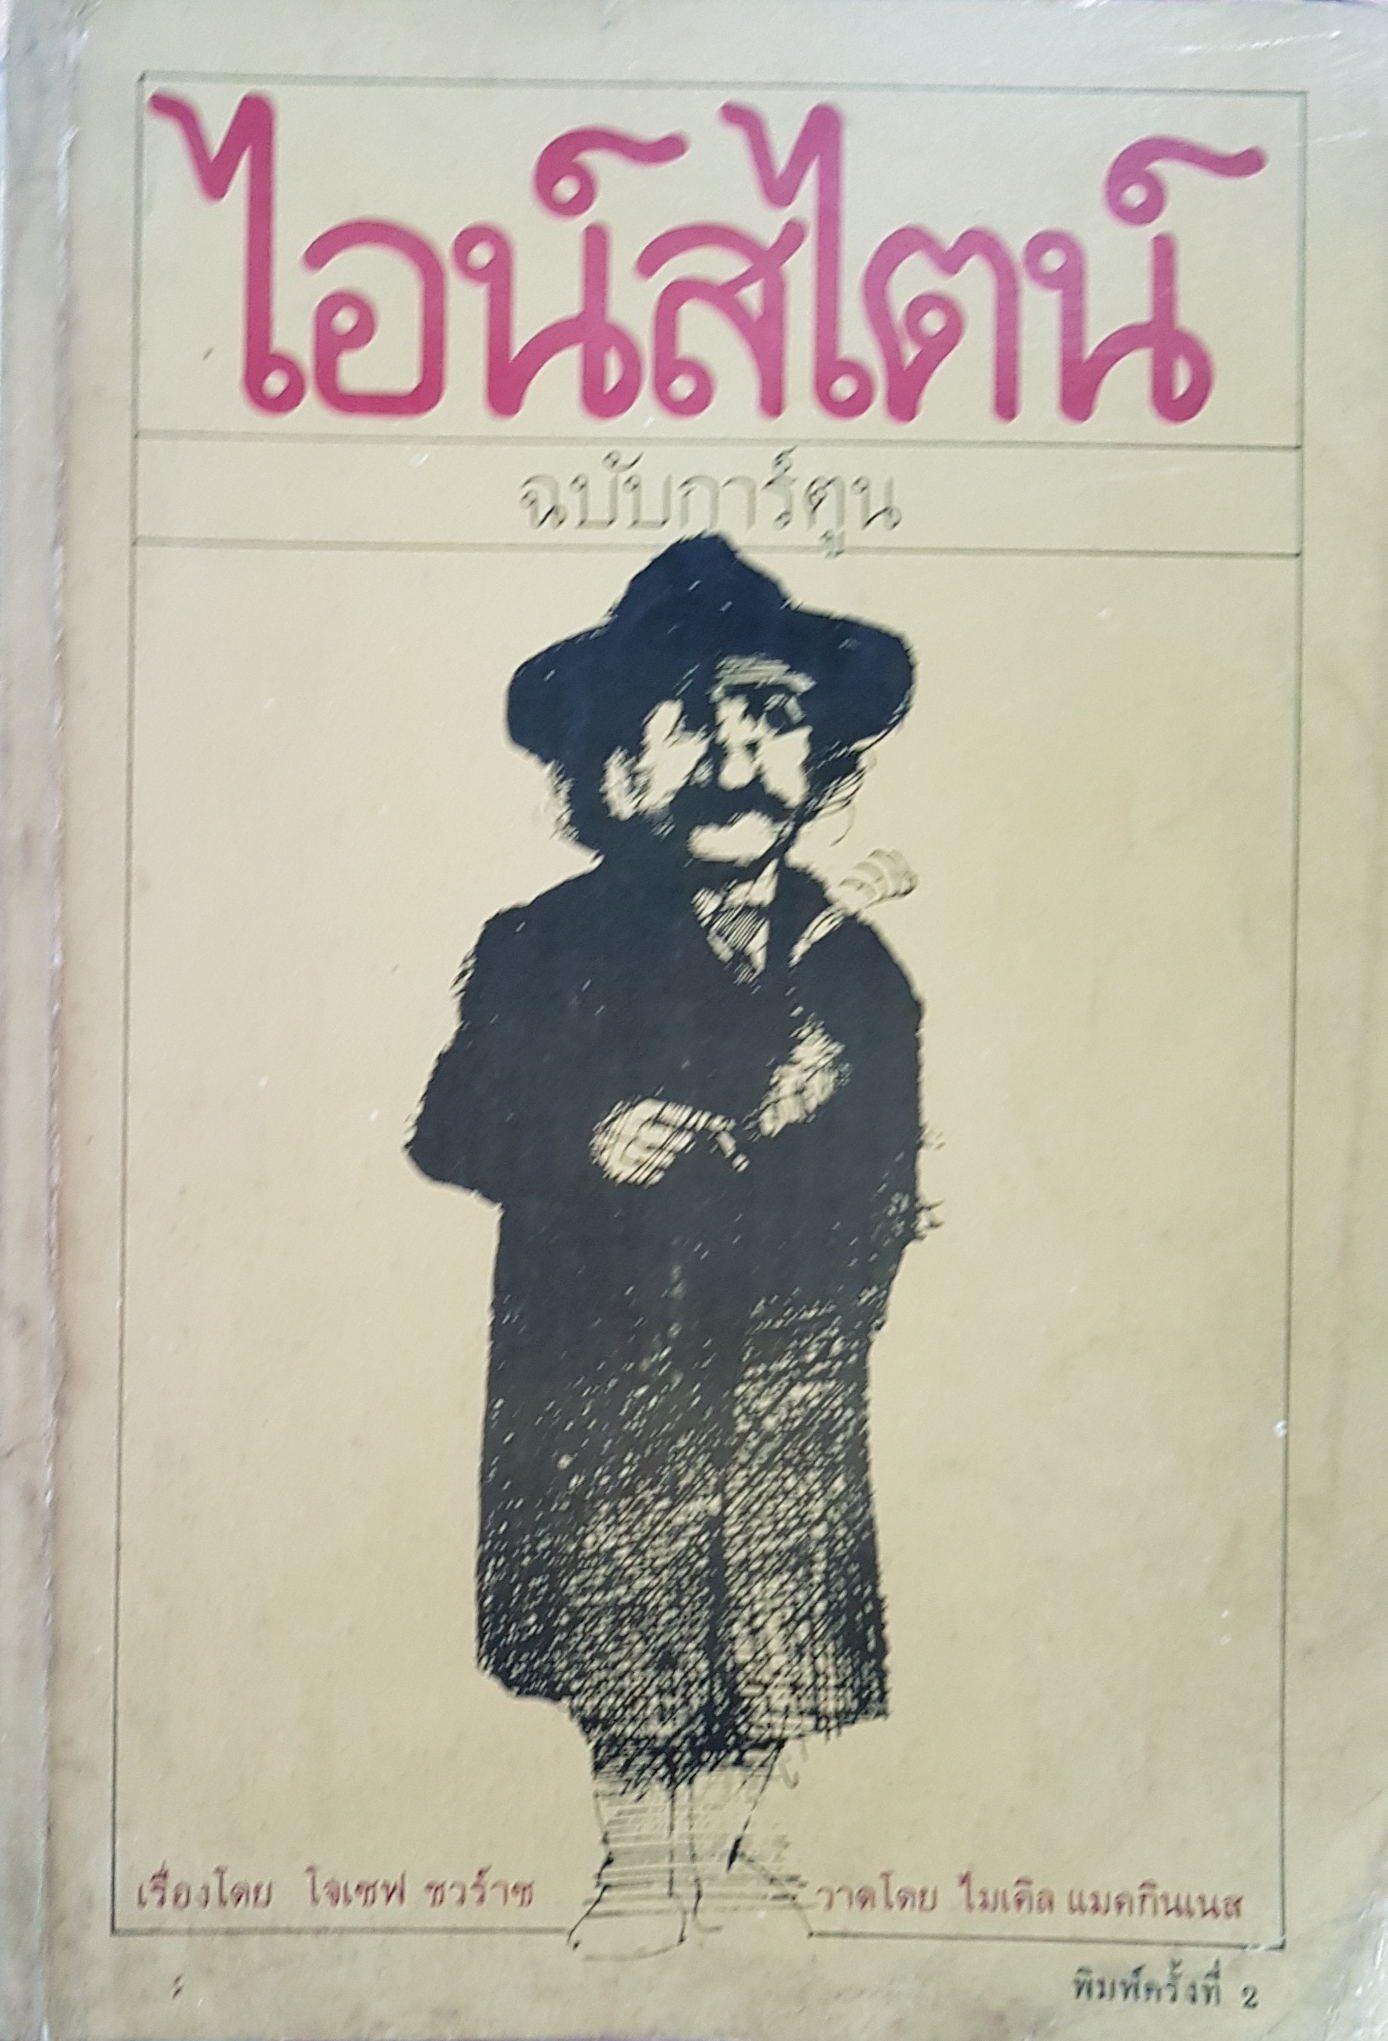 ไอน์สไตน์
ฉบับการ์ตูน
เรื่องโดย โจเซฟ ชวร์าซ
วาดโดย ไมเคิล แมคกินเนส
พิมพ์ครั้งที่ 2